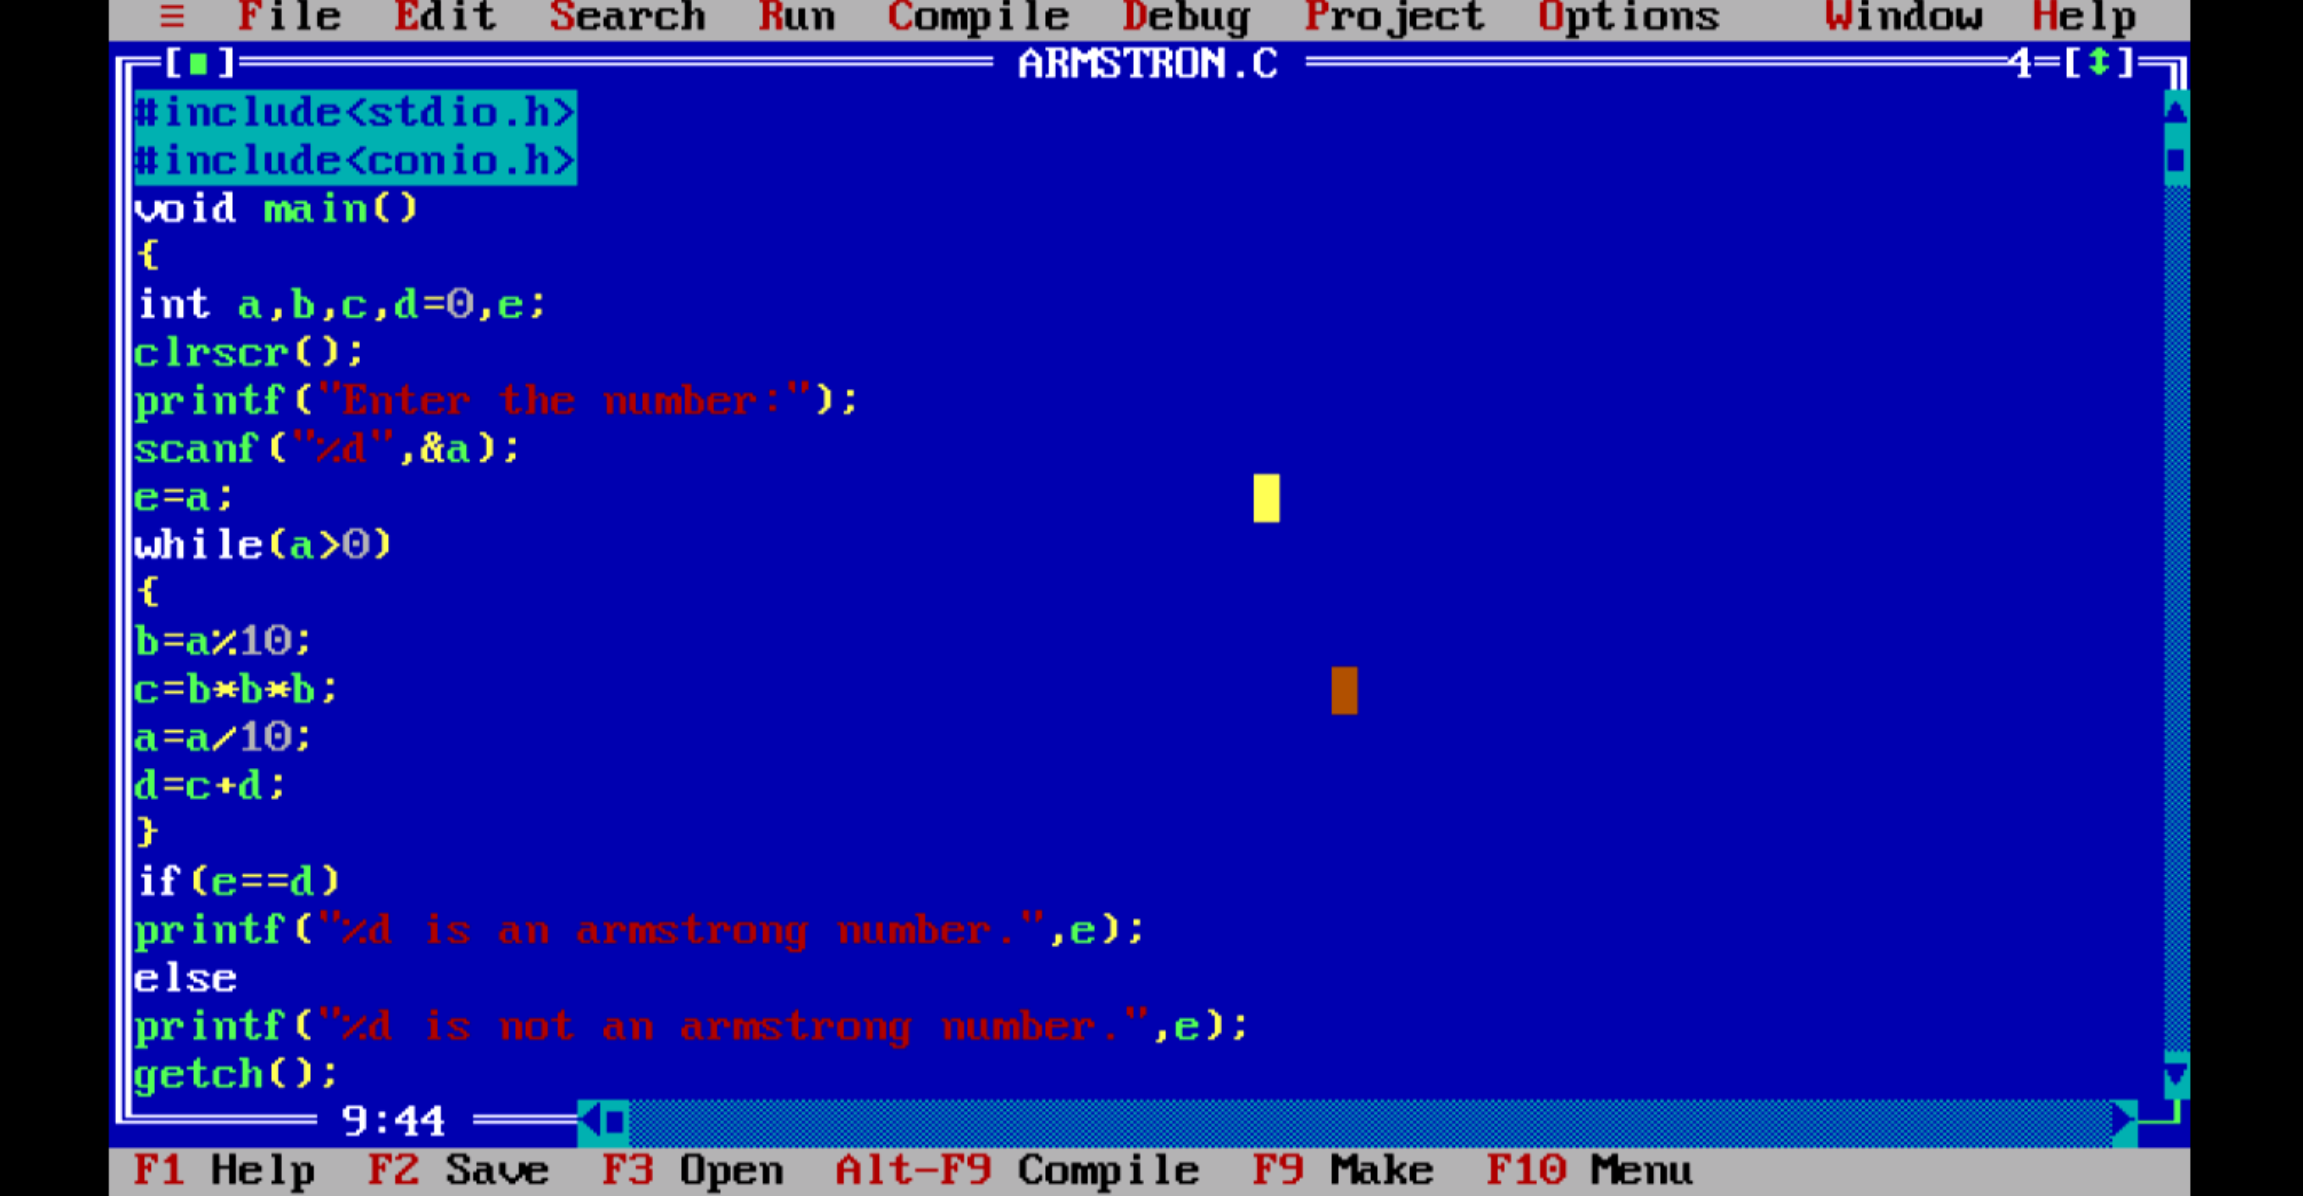 ≡ File Edit Search Run Compile Debug Project Options Window Help
[■] ARMSTRON.C 4=[↕]
#include<stdio.h>
#include<conio.h>
void main()
{
int a,b,c,d=0,e;
clrscr();
printf("Enter the number:");
scanf("%d",&a);
e=a;
while(a>0)
{
b=a%10;
c=b*b*b;
a=a/10;
d=c+d;
}
if(e==d)
printf("%d is an armstrong number.",e);
else
printf("%d is not an armstrong number.",e);
getch();
9:44
F1 Help F2 Save F3 Open Alt-F9 Compile F9 Make F10 Menu